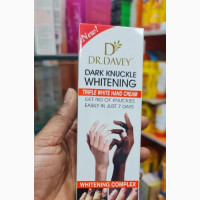 New!
D
DR.DAVEY
DARK KNUCKLE
WHITENING
TRIPLE WHITE HAND CREAM
GET RID OF KNUCKLES
EASILY IN JUST 7 DAYS
WHITENING COMPLEX